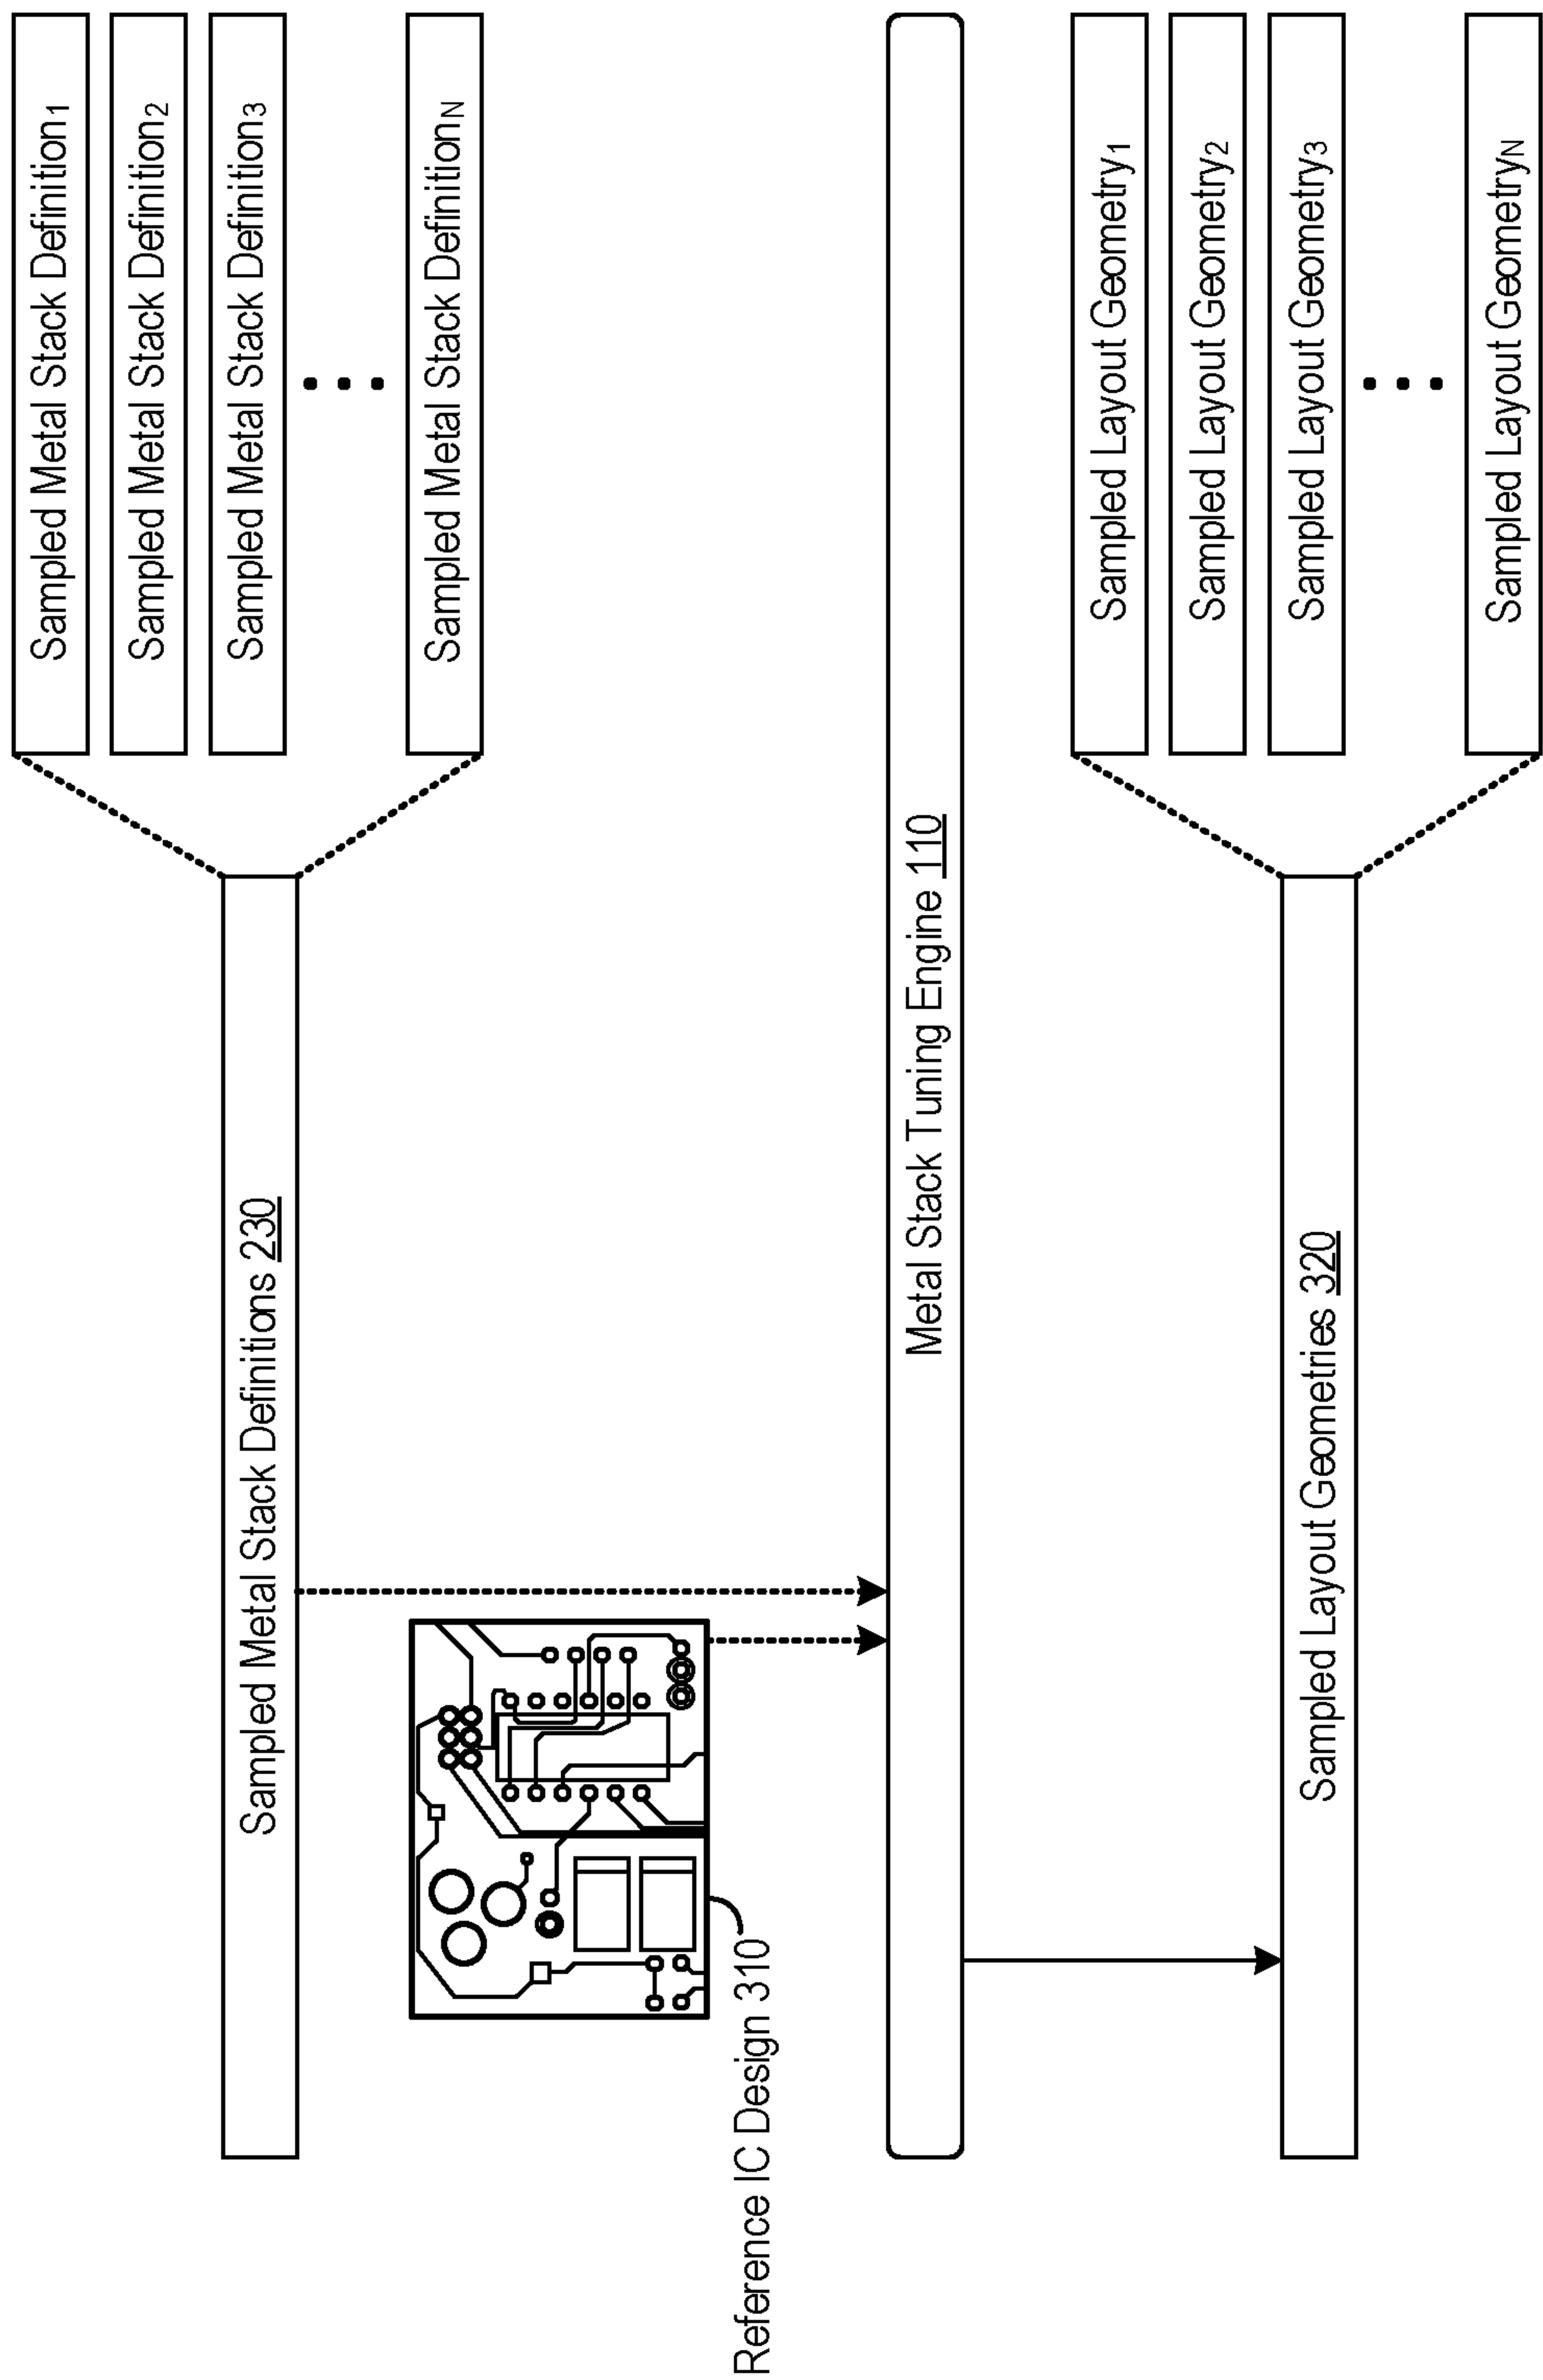 Sampled Metal Stack Definitions 230
Sampled Metal Stack Definition1
Sampled Metal Stack Definition2
Sampled Metal Stack Definition3
Sampled Metal Stack DefinitionN
Reference IC Design 310
Metal Stack Tuning Engine 110
Sampled Layout Geometries 320
Sampled Layout Geometry1
Sampled Layout Geometry2
Sampled Layout Geometry3
Sampled Layout GeometryN